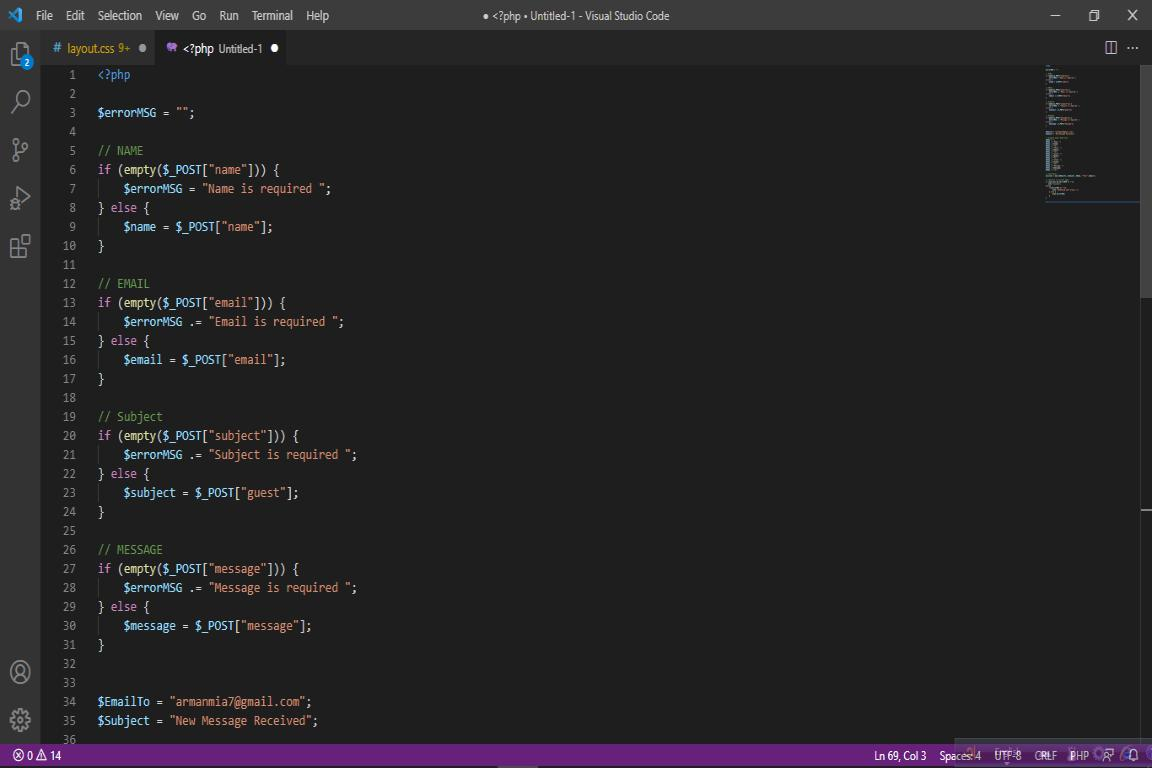 File Edit Selection View Go Run Terminal Help
● <?php • Untitled-1 - Visual Studio Code
# layout.css 9+ ●
<?php Untitled-1 ●
2
1 <?php
2
3 $errorMSG = "";
4
5 // NAME
6 if (empty($_POST["name"])) {
7 $errorMSG = "Name is required ";
8 } else {
9 $name = $_POST["name"];
10 }
11
12 // EMAIL
13 if (empty($_POST["email"])) {
14 $errorMSG .= "Email is required ";
15 } else {
16 $email = $_POST["email"];
17 }
18
19 // Subject
20 if (empty($_POST["subject"])) {
21 $errorMSG .= "Subject is required ";
22 } else {
23 $subject = $_POST["guest"];
24 }
25
26 // MESSAGE
27 if (empty($_POST["message"])) {
28 $errorMSG .= "Message is required ";
29 } else {
30 $message = $_POST["message"];
31 }
32
33
34 $EmailTo = "armanmia7@gmail.com";
35 $Subject = "New Message Received";
36
0 14
Ln 69, Col 3 Spaces: 4 UTF-8 CRLF PHP